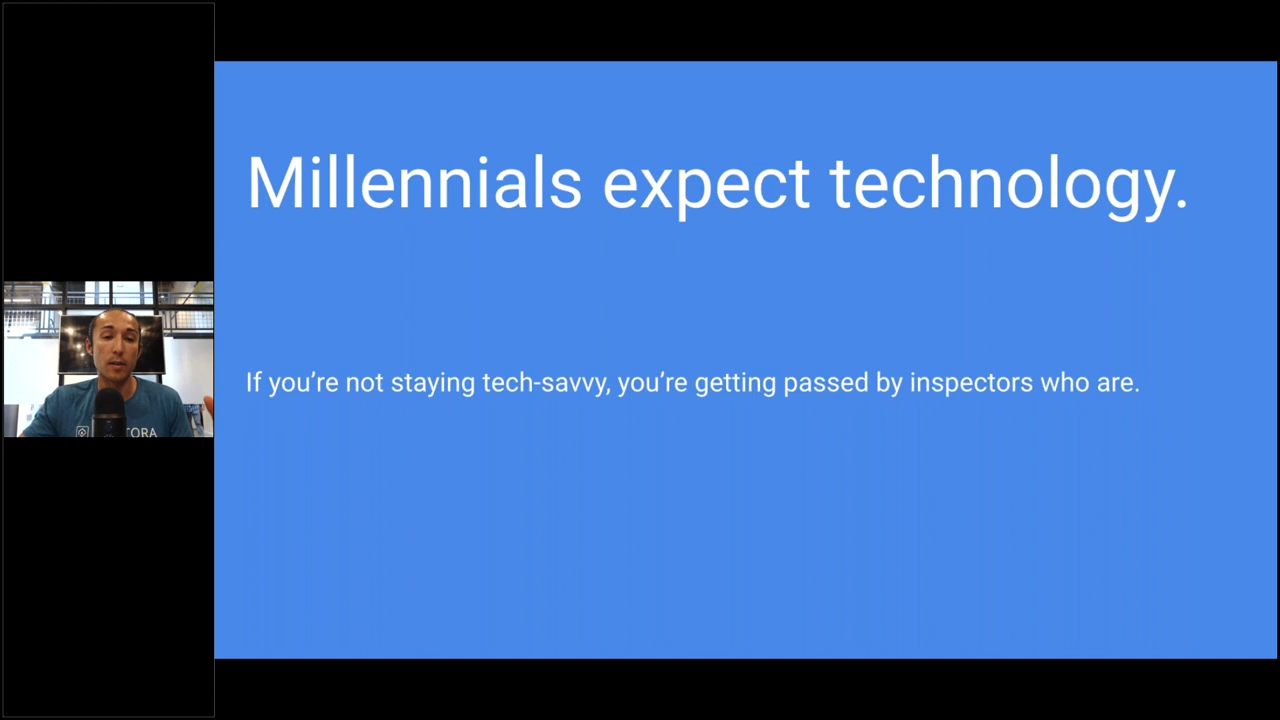 Millennials expect technology.
If you’re not staying tech-savvy, you’re getting passed by inspectors who are.